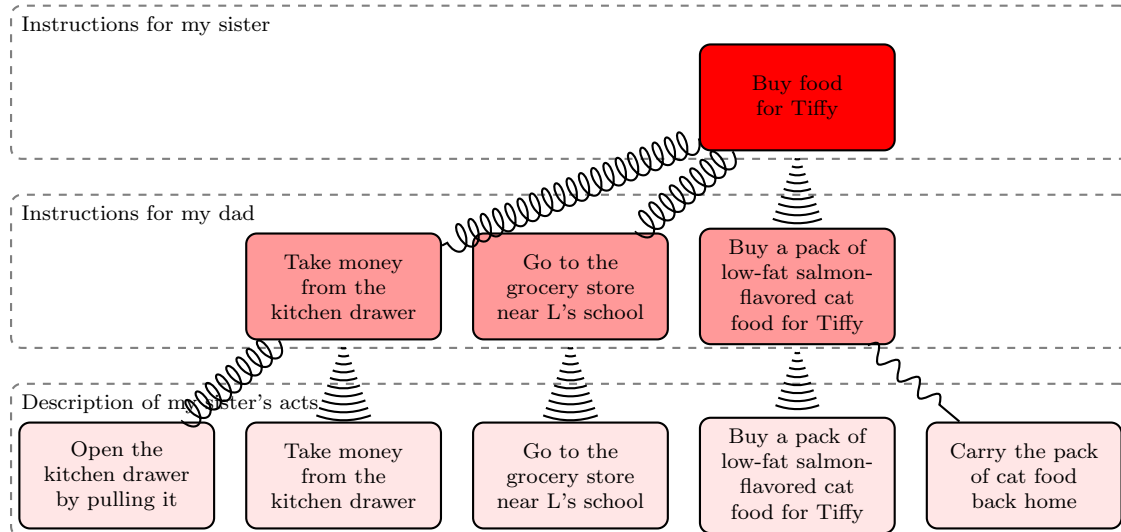 Instructions for my sister
Buy food
for Tiffy
Instructions for my dad
Take money
from the
kitchen drawer
Go to the
grocery store
near L's school
Buy a pack of
low-fat salmon-
flavored cat
food for Tiffy
Description of my sister's acts
Open the
kitchen drawer
by pulling it
Take money
from the
kitchen drawer
Go to the
grocery store
near L's school
Buy a pack of
low-fat salmon-
flavored cat
food for Tiffy
Carry the pack
of cat food
back home